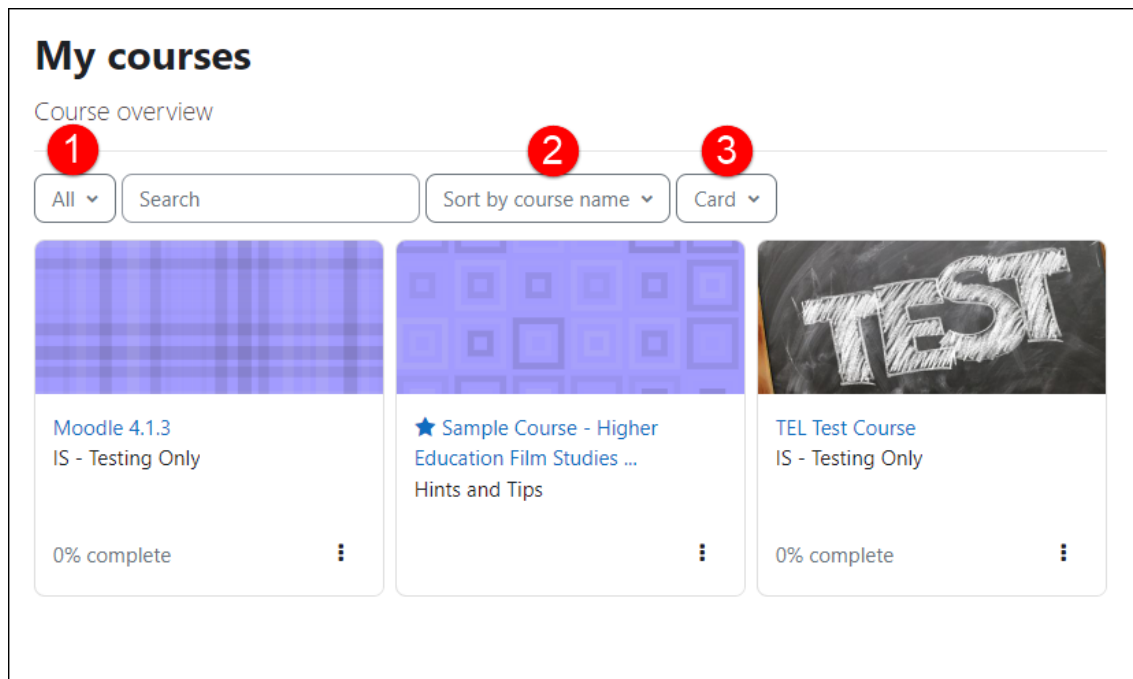 My courses
Course overview
1
2
3
All
Search
Sort by course name
Card
TEST
Moodle 4.1.3
IS - Testing Only
0% complete
Sample Course - Higher
Education Film Studies ...
Hints and Tips
TEL Test Course
IS - Testing Only
0% complete